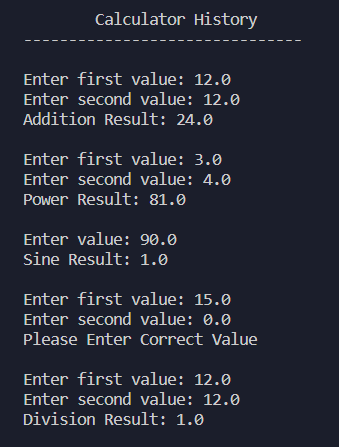 Calculator History
-------------------------------
Enter first value: 12.0
Enter second value: 12.0
Addition Result: 24.0
Enter first value: 3.0
Enter second value: 4.0
Power Result: 81.0
Enter value: 90.0
Sine Result: 1.0
Enter first value: 15.0
Enter second value: 0.0
Please Enter Correct Value
Enter first value: 12.0
Enter second value: 12.0
Division Result: 1.0